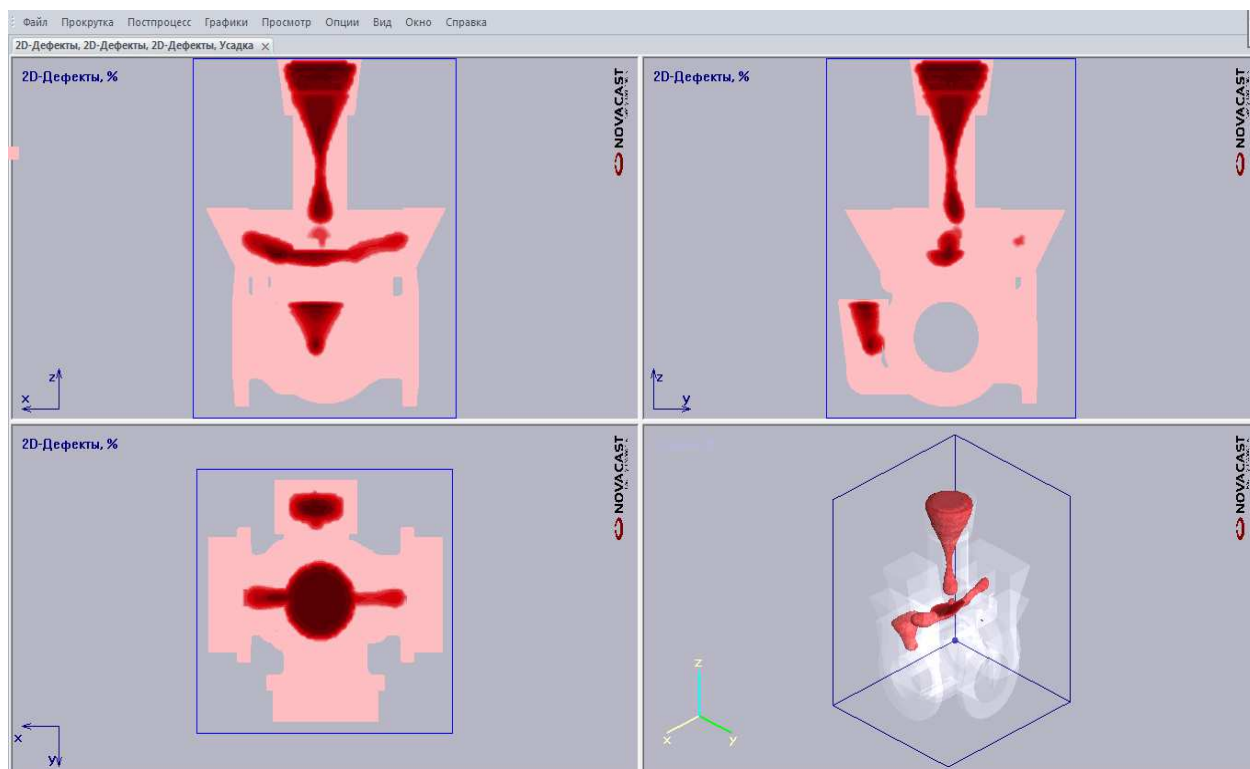 Файл Прокрутка Постпроцесс Графики Просмотр Опции Вид Окно Справка
2D-Дефекты, 2D-Дефекты, 2D-Дефекты, Усадка x
2D-Дефекты, %
NOVACAST
z
x
2D-Дефекты, %
NOVACAST
z
y
2D-Дефекты, %
NOVACAST
x
y
NOVACAST
z
x
y